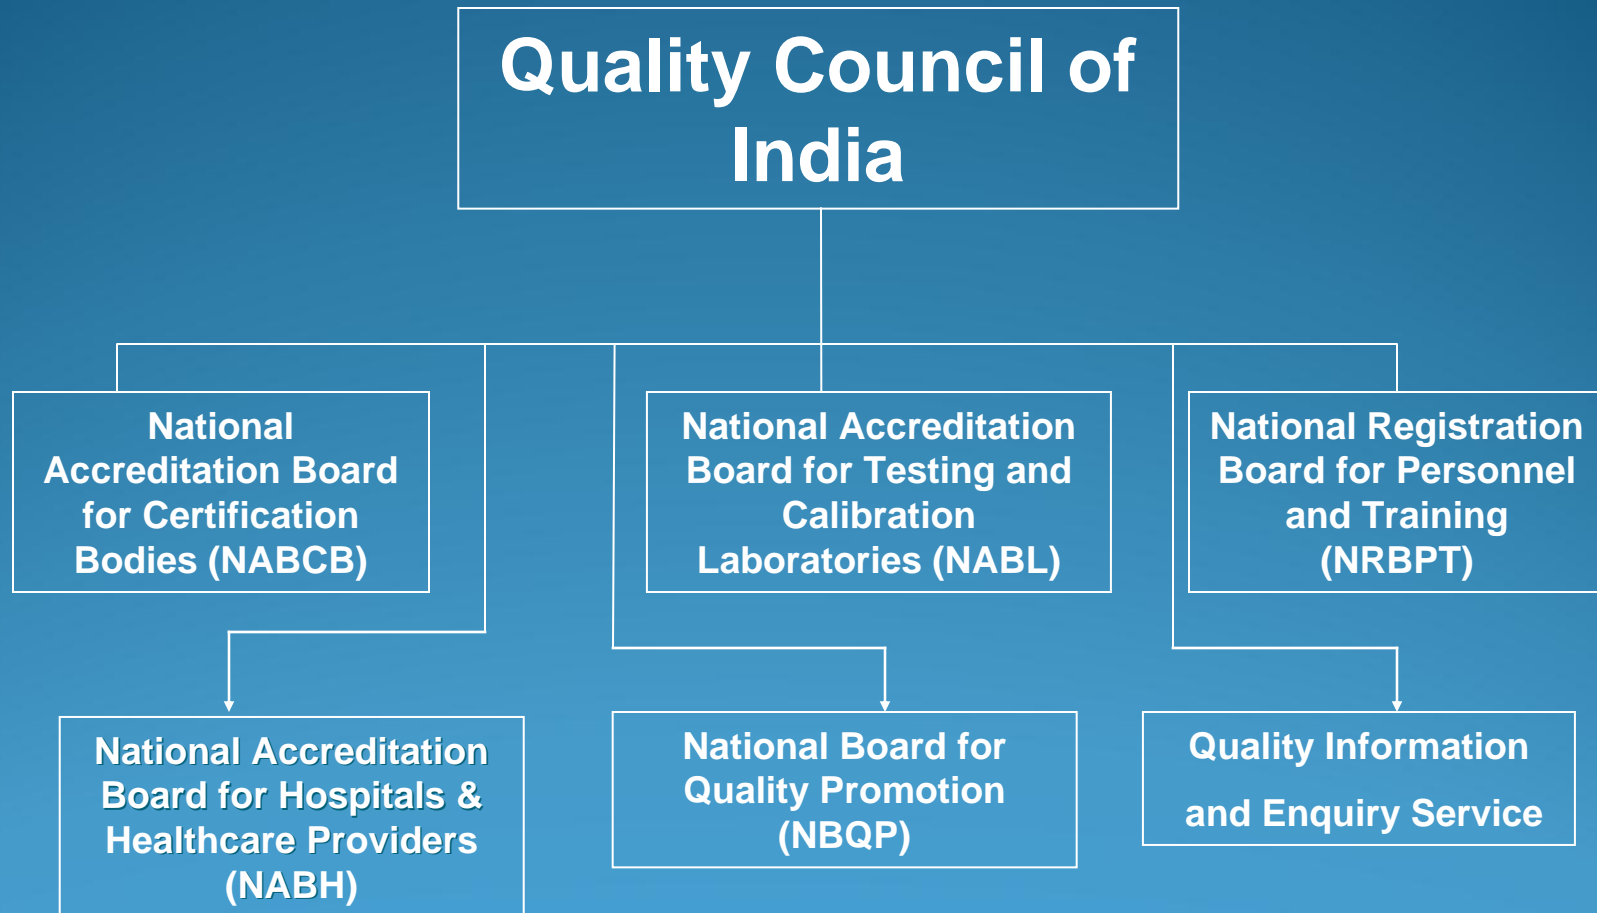 Quality Council of
India
National
Accreditation Board
for Certification
Bodies (NABCB)
National Accreditation
Board for Testing and
Calibration
Laboratories (NABL)
National Registration
Board for Personnel
and Training
(NRBPT)
National Accreditation
Board for Hospitals &
Healthcare Providers
(NABH)
National Board for
Quality Promotion
(NBQP)
Quality Information
and Enquiry Service